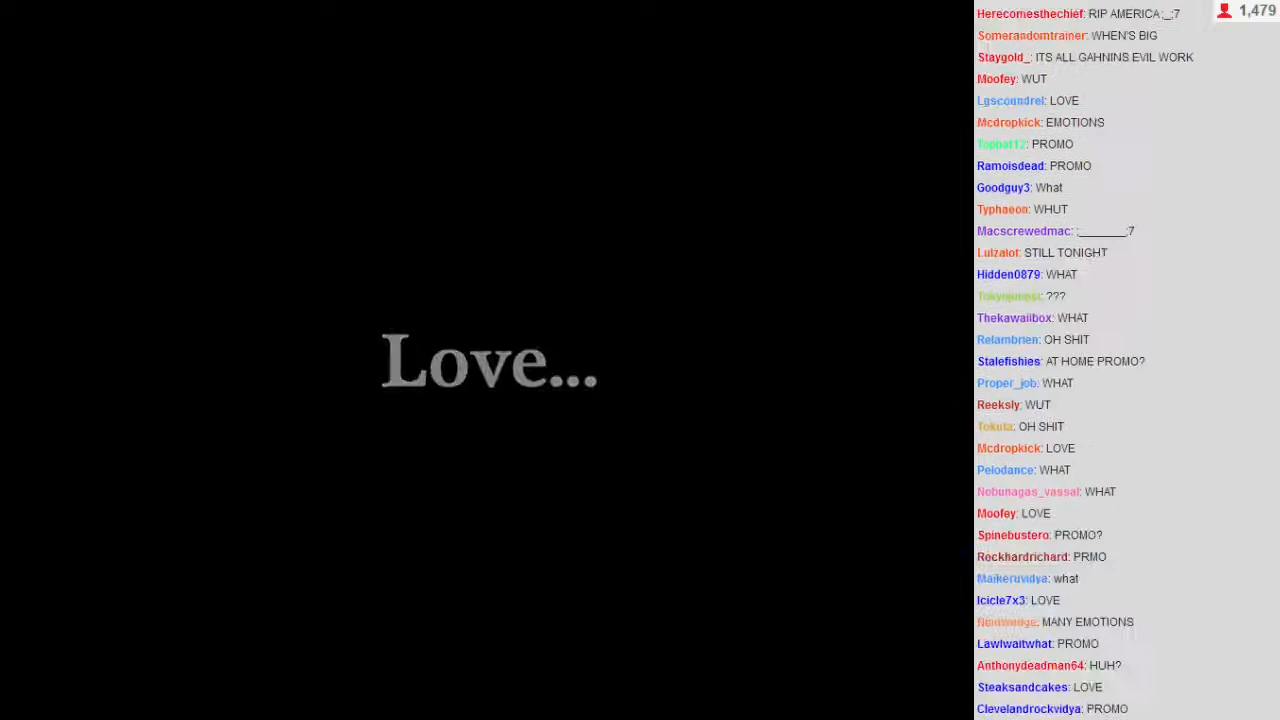 Love...
1,479
Herecomesthechief: RIP AMERICA;_;7
Somerandomtrainer: WHEN'S BIG
Staygold_: ITS ALL GAHNINS EVIL WORK
Moofey: WUT
Lgscoundrel: LOVE
Mcdropkick: EMOTIONS
Tophat12: PROMO
Ramoisdead: PROMO
Goodguy3: What
Typhaeon: WHUT
Macscrewedmac: ;_______;7
Lulzalot: STILL TONIGHT
Hidden0879: WHAT
: ???
Thekawaiibox: WHAT
Relambrien: OH SHIT
Stalefishies: AT HOME PROMO?
Proper_job: WHAT
Reeksly: WUT
Tokula: OH SHIT
Mcdropkick: LOVE
Pelodance: WHAT
Nobunagas_vassal: WHAT
Moofey: LOVE
Spinebustero: PROMO?
Rockhardrichard: PRMO
Maikeruvidya: what
Icicle7x3: LOVE
: MANY EMOTIONS
Lawlwaitwhat: PROMO
Anthonydeadman64: HUH?
Steaksandcakes: LOVE
Clevelandrockvidya: PROMO